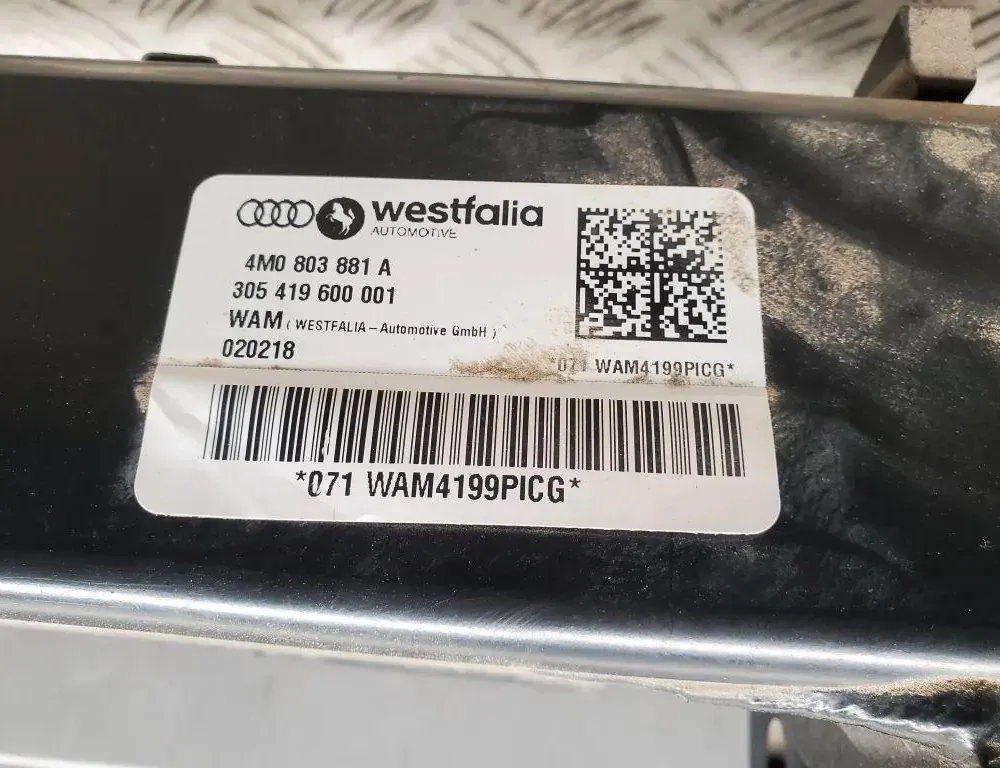 westfalia
AUTOMOTIVE
4M0 803 881 A
305 419 600 001
WAM ( WESTFALIA - Automotive GmbH )
020218
*071 WAM4199PICG*
*071 WAM4199PICG*